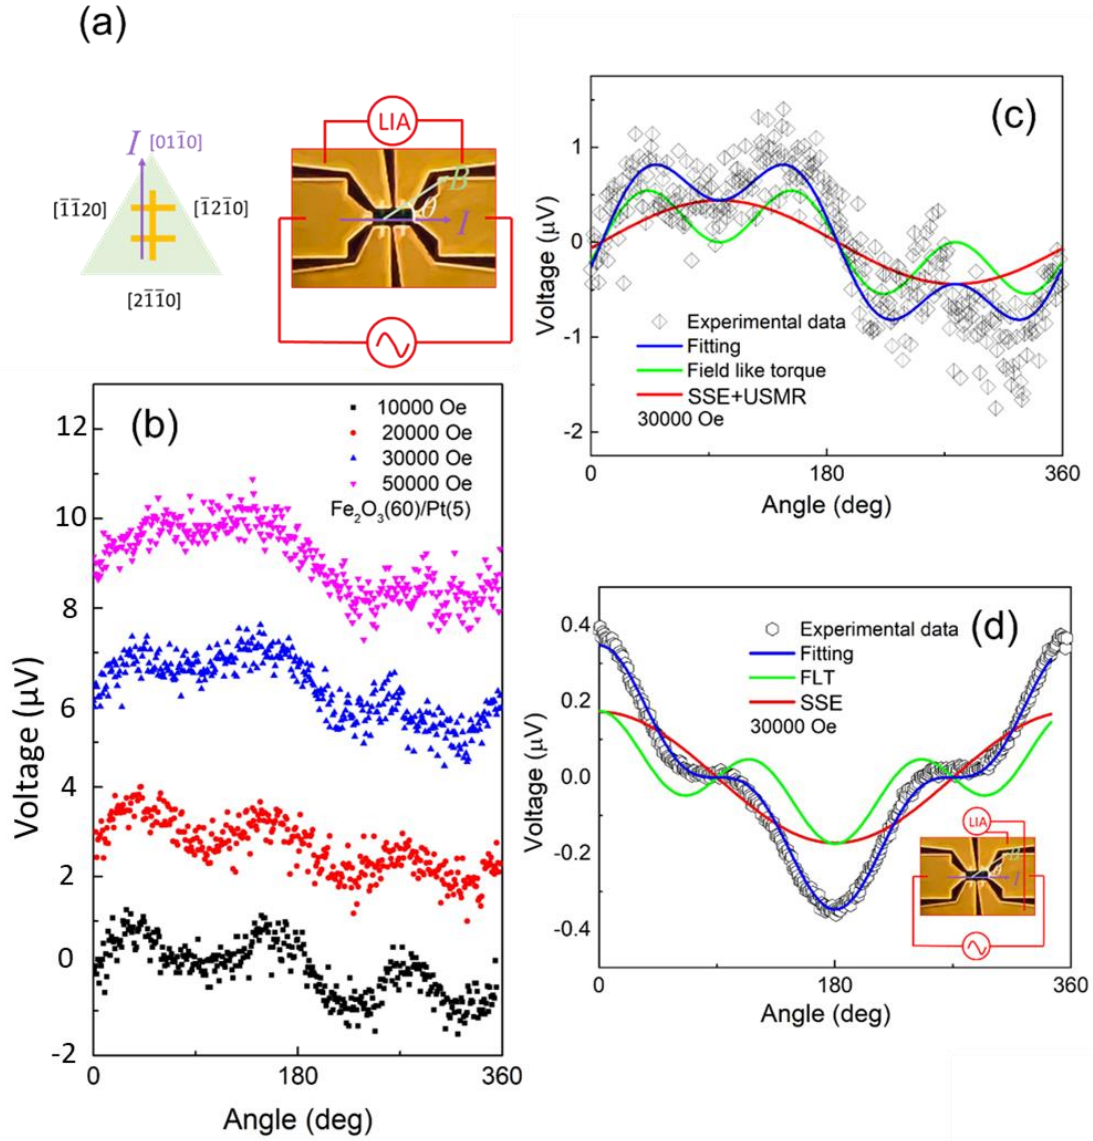 (a)
I [01̄10]
[1̄1̄20]
[1̄21̄0]
[21̄1̄0]
LIA
B
θ
I
(b)
10000 Oe
20000 Oe
30000 Oe
50000 Oe
Fe₂O₃(60)/Pt(5)
12
10
8
6
4
2
0
-2
Voltage (μV)
0 180 360
Angle (deg)
(c)
1
0
-1
-2
Voltage (μV)
Experimental data
Fitting
Field like torque
SSE+USMR
30000 Oe
0 180 360
Angle (deg)
(d)
0.4
0.2
0.0
-0.2
-0.4
Voltage (μV)
Experimental data
Fitting
FLT
SSE
30000 Oe
LIA
B
I
0 180 360
Angle (deg)